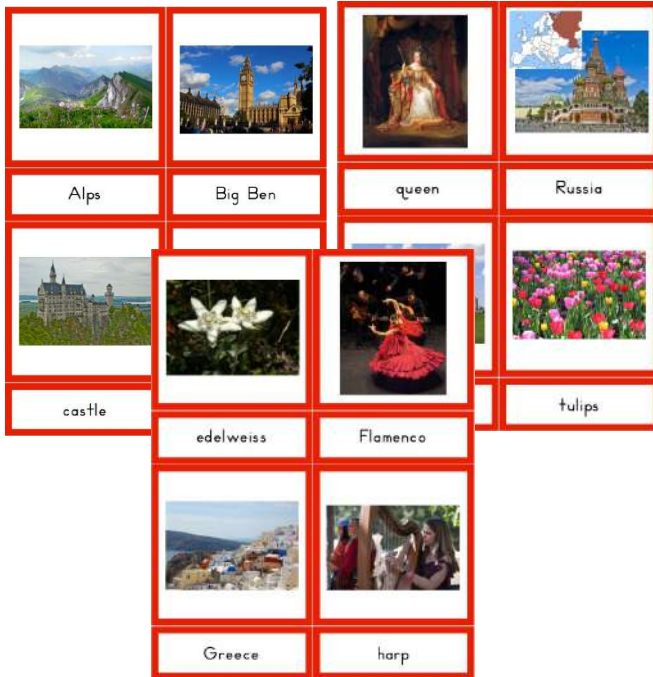 Alps
Big Ben
queen
Russia
castle
tulips
edelweiss
Flamenco
Greece
harp